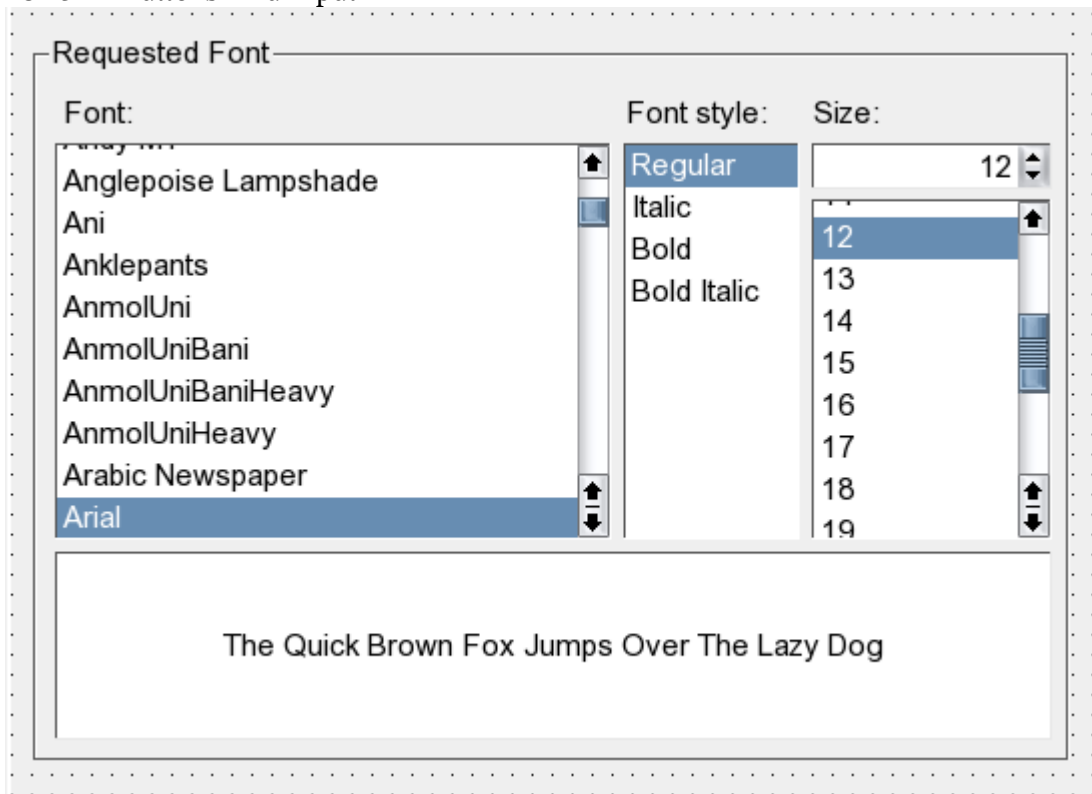 Requested Font
Font:
Anglepoise Lampshade
Ani
Anklepants
AnmolUni
AnmolUniBani
AnmolUniBaniHeavy
AnmolUniHeavy
Arabic Newspaper
Arial
Font style:
Regular
Italic
Bold
Bold Italic
Size:
12
12
13
14
15
16
17
18
19
The Quick Brown Fox Jumps Over The Lazy Dog